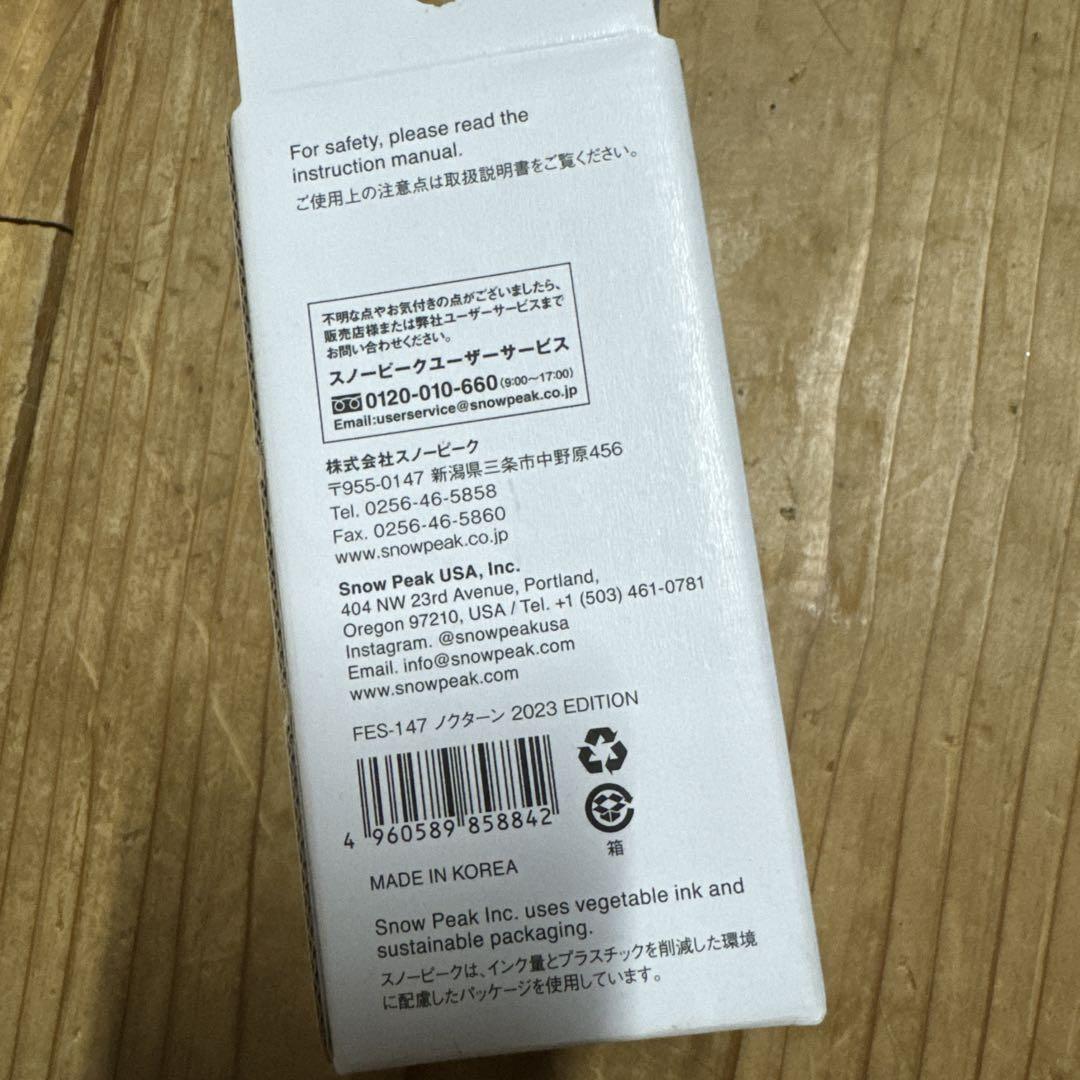 For safety, please read the
instruction manual.
ご使用上の注意点は取扱説明書をご覧ください。
不明な点やお気付きの点がございましたら、
販売店様または弊社ユーザーサービスまで
お問い合わせください。
スノーピークユーザーサービス
0120-010-660(9:00〜17:00)
Email:userservice@snowpeak.co.jp
株式会社スノーピーク
〒955-0147 新潟県三条市中野原456
Tel. 0256-46-5858
Fax. 0256-46-5860
www.snowpeak.co.jp
Snow Peak USA, Inc.
404 NW 23rd Avenue, Portland,
Oregon 97210, USA / Tel. +1 (503) 461-0781
Instagram. @snowpeakusa
Email. info@snowpeak.com
www.snowpeak.com
FES-147 ノクターン 2023 EDITION
4 960589 858842
箱
MADE IN KOREA
Snow Peak Inc. uses vegetable ink and
sustainable packaging.
スノーピークは、インク量とプラスチックを削減した環境
に配慮したパッケージを使用しています。